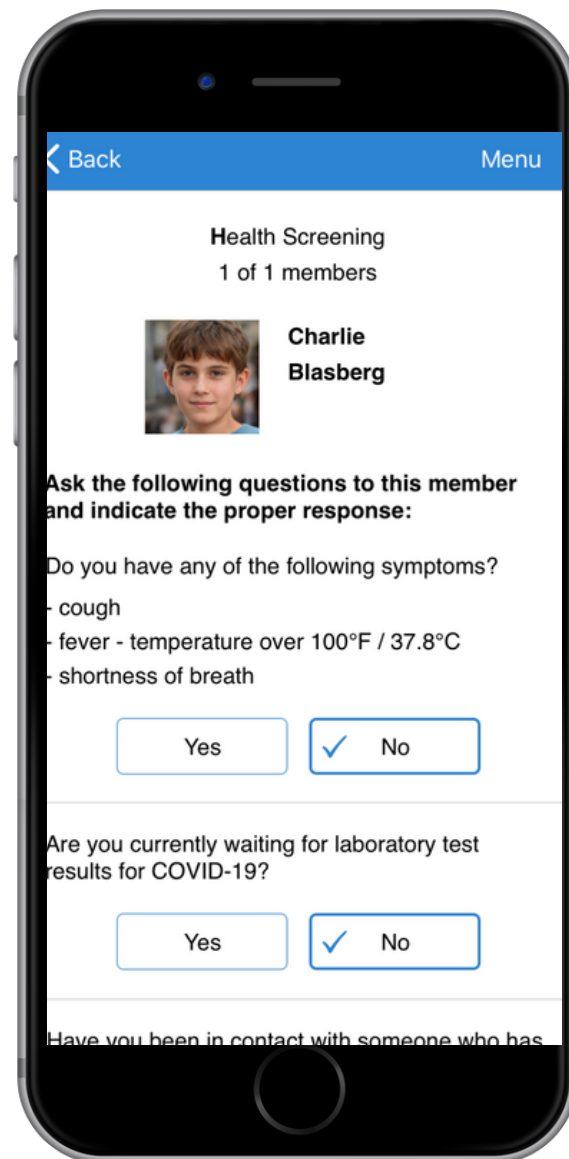 Back
Menu
Health Screening
1 of 1 members
Charlie
Blasberg
Ask the following questions to this member
and indicate the proper response:
Do you have any of the following symptoms?
- cough
- fever - temperature over 100°F / 37.8°C
- shortness of breath
Yes
No
Are you currently waiting for laboratory test
results for COVID-19?
Yes
No
Have you been in contact with someone who has